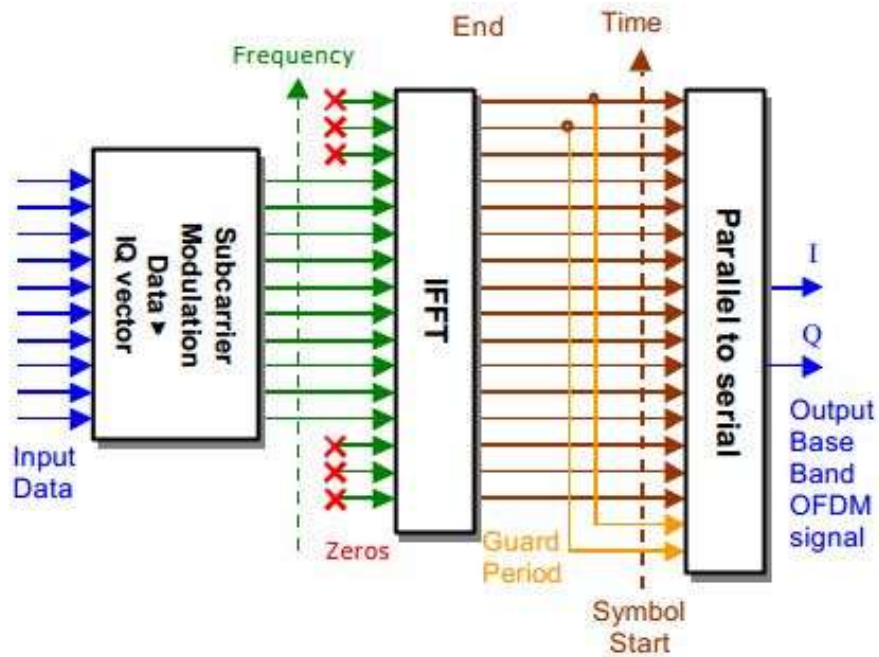 End
Time
Frequency
Subcarrier
Modulation
Data ▸
IQ vector
IFFT
Parallel to serial
I
Q
Input
Data
Zeros
Guard
Period
Output
Base
Band
OFDM
signal
Symbol
Start